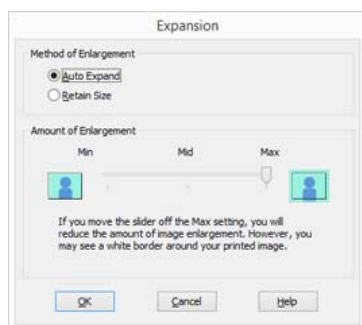 Expansion
Method of Enlargement
Auto Expand
Retain Size
Amount of Enlargement
Min Mid Max
If you move the slider off the Max setting, you will
reduce the amount of image enlargement. However, you
may see a white border around your printed image.
OK Cancel Help